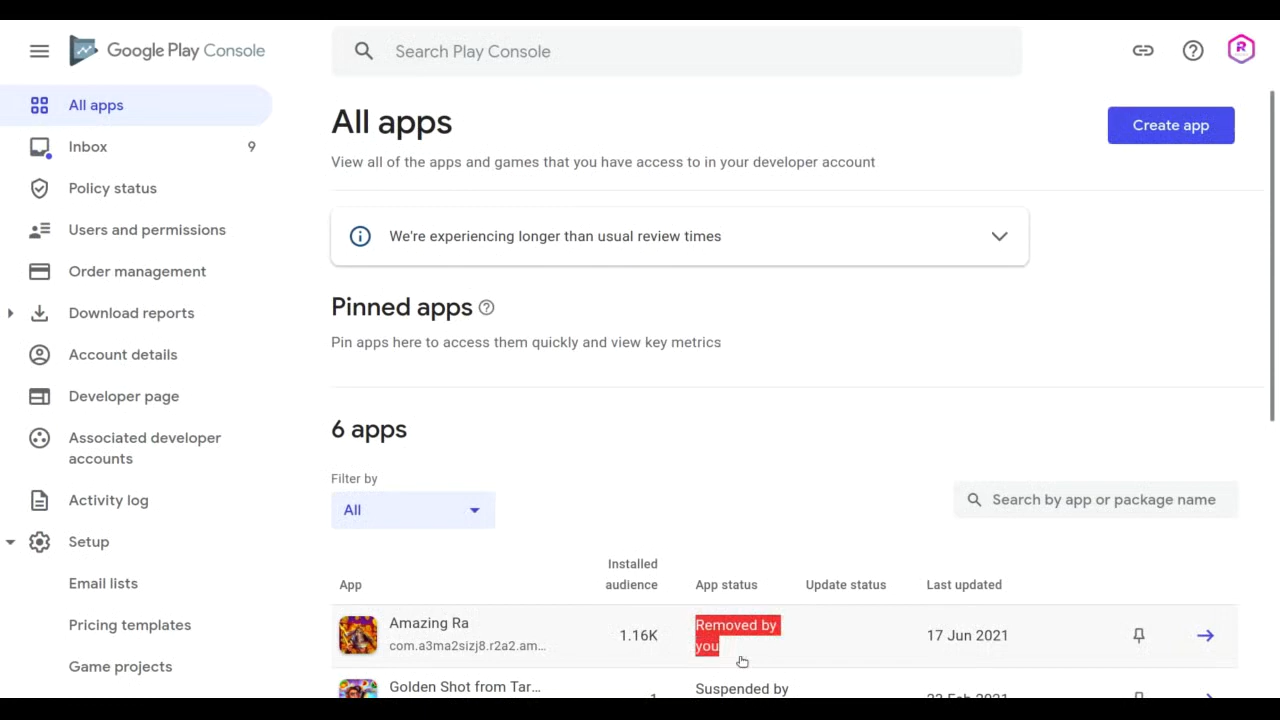 Google Play Console
Search Play Console
All apps
Inbox 9
Policy status
Users and permissions
Order management
Download reports
Account details
Developer page
Associated developer
accounts
Activity log
Setup
Email lists
Pricing templates
Game projects
All apps
Create app
View all of the apps and games that you have access to in your developer account
We're experiencing longer than usual review times
Pinned apps
Pin apps here to access them quickly and view key metrics
6 apps
Filter by
All
Search by app or package name
App
Installed
audience
App status
Update status
Last updated
Amazing Ra
com.a3ma2sizj8.r2a2.am...
1.16K
Removed by
you
17 Jun 2021
Golden Shot from Tar...
1
Suspended by